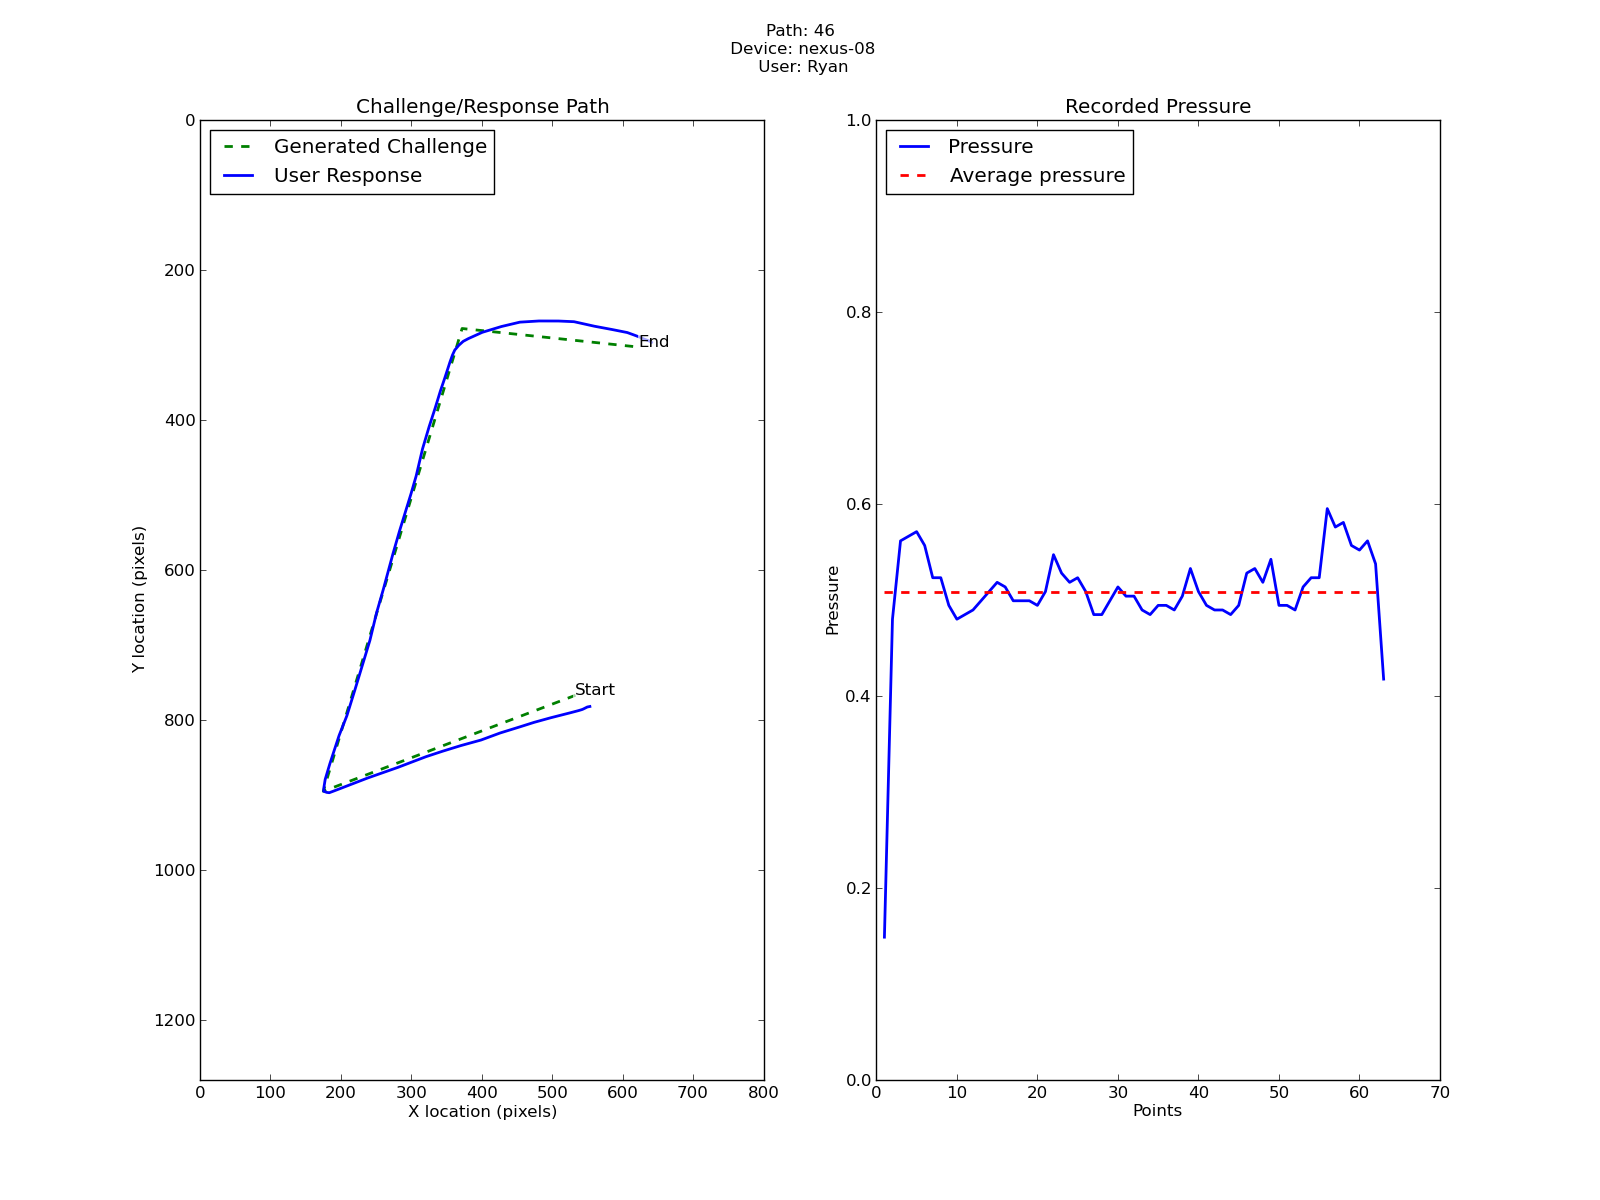 Path: 46
Device: nexus-08
User: Ryan
Challenge/Response Path
Generated Challenge
User Response
0
200
400
600
800
1000
1200
Y location (pixels)
End
Start
0 100 200 300 400 500 600 700 800
X location (pixels)
Recorded Pressure
Pressure
Average pressure
1.0
0.8
0.6
0.4
0.2
0.0
Pressure
0 10 20 30 40 50 60 70
Points